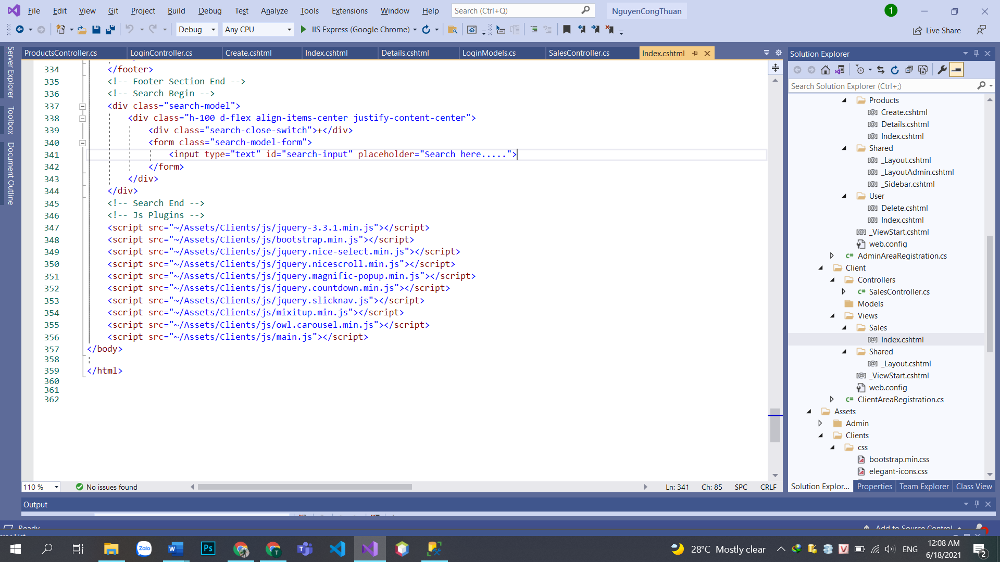 File Edit View Git Project Build Debug Test Analyze Tools Extensions Window Help Search (Ctrl+Q) NguyenCongThuan 1
Debug Any CPU IIS Express (Google Chrome) Live Share
Server Explorer
Toolbox
Document Outline
ProductsController.cs LoginController.cs Create.cshtml Index.cshtml Details.cshtml LoginModels.cs SalesController.cs Index.cshtml
334 </footer>
335 <!-- Footer Section End -->
336 <!-- Search Begin -->
337 <div class="search-model">
338 <div class="h-100 d-flex align-items-center justify-content-center">
339 <div class="search-close-switch">+</div>
340 <form class="search-model-form">
341 <input type="text" id="search-input" placeholder="Search here.....">
342 </form>
343 </div>
344 </div>
345 <!-- Search End -->
346 <!-- Js Plugins -->
347 <script src="~/Assets/Clients/js/jquery-3.3.1.min.js"></script>
348 <script src="~/Assets/Clients/js/bootstrap.min.js"></script>
349 <script src="~/Assets/Clients/js/jquery.nice-select.min.js"></script>
350 <script src="~/Assets/Clients/js/jquery.nicescroll.min.js"></script>
351 <script src="~/Assets/Clients/js/jquery.magnific-popup.min.js"></script>
352 <script src="~/Assets/Clients/js/jquery.countdown.min.js"></script>
353 <script src="~/Assets/Clients/js/jquery.slicknav.js"></script>
354 <script src="~/Assets/Clients/js/mixitup.min.js"></script>
355 <script src="~/Assets/Clients/js/owl.carousel.min.js"></script>
356 <script src="~/Assets/Clients/js/main.js"></script>
357 </body>
358
359 </html>
360
361
362
110 % No issues found Ln: 341 Ch: 85 SPC CRLF
Solution Explorer
Search Solution Explorer (Ctrl+;)
Products
Create.cshtml
Details.cshtml
Index.cshtml
Shared
_Layout.cshtml
_LayoutAdmin.cshtml
_Sidebar.cshtml
User
Delete.cshtml
Index.cshtml
_ViewStart.cshtml
web.config
AdminAreaRegistration.cs
Client
Controllers
SalesController.cs
Models
Views
Sales
Index.cshtml
Shared
_Layout.cshtml
_ViewStart.cshtml
web.config
ClientAreaRegistration.cs
Assets
Admin
Clients
css
bootstrap.min.css
elegant-icons.css
Solution Explor... Properties Team Explorer Class View
Output
Ready Add to Source Control
Zalo Ps T 28°C Mostly clear ENG 12:08 AM
6/18/2021 2